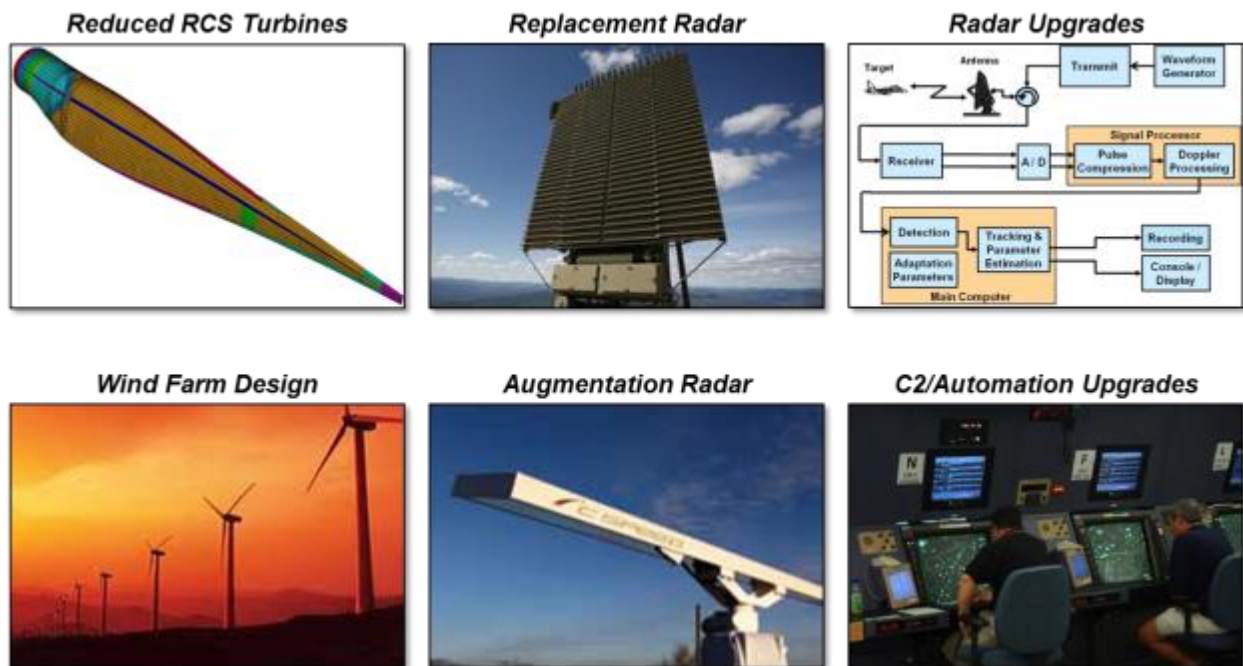 Reduced RCS Turbines
Replacement Radar
Radar Upgrades
Target
Antenna
Transmit
Waveform
Generator
Signal Processor
Receiver
A / D
Pulse
Compression
Doppler
Processing
Detection
Tracking &
Parameter
Estimation
Adaptation
Parameters
Main Computer
Recording
Console /
Display
Wind Farm Design
Augmentation Radar
C2/Automation Upgrades
C SPEED
N
F
L